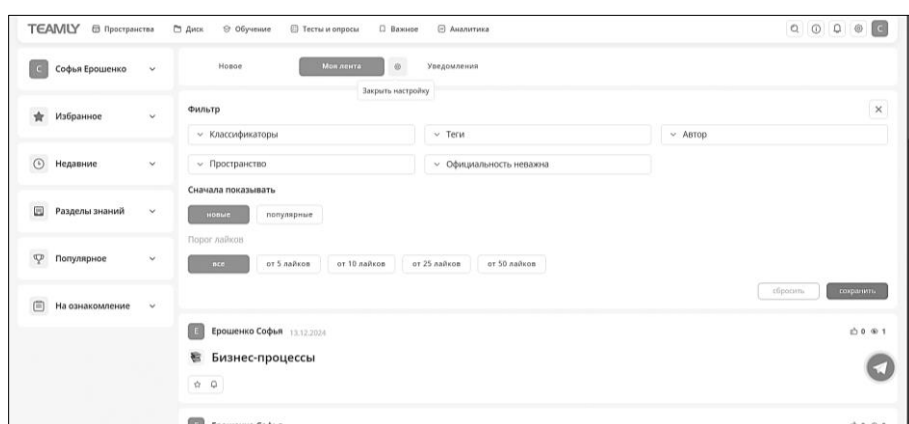 TEAMLY Пространства Диск Обучение Тесты и опросы Важное Аналитика C
C Софья Ерошенко
Новое Моя лента Уведомления
Закрыть настройку
Избранное
Недавние
Разделы знаний
Популярное
На ознакомление
Фильтр
Классификаторы Теги Автор
Пространство Официальность неважна
Сначала показывать
новые популярные
Порог лайков
все от 5 лайков от 10 лайков от 25 лайков от 50 лайков
сбросить сохранить
Е Ерошенко Софья 13.12.2024 0 1
Бизнес-процессы